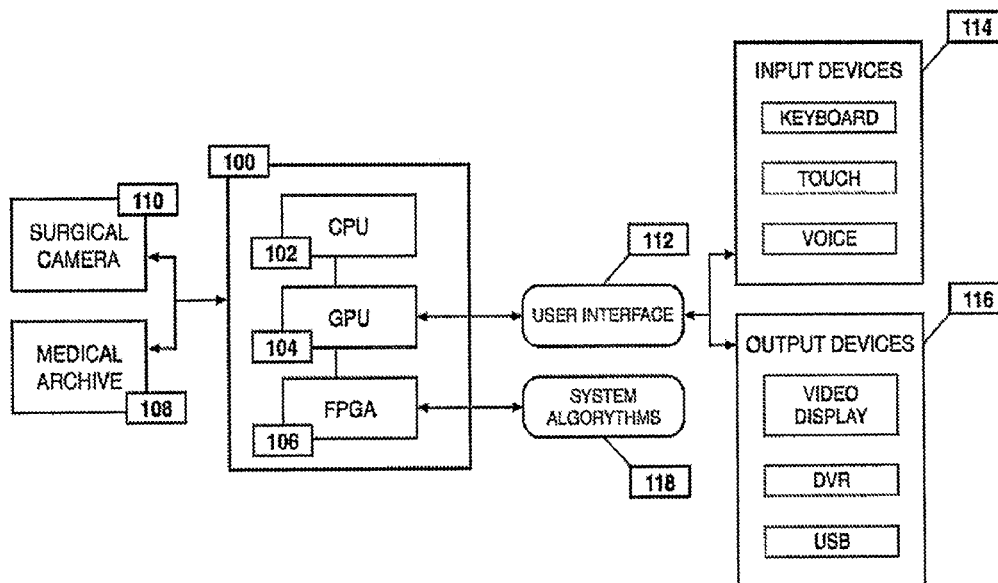 114
INPUT DEVICES
KEYBOARD
TOUCH
VOICE
100
110
SURGICAL
CAMERA
CPU
102
112
GPU
104
USER INTERFACE
116
MEDICAL
ARCHIVE
108
FPGA
106
SYSTEM
ALGORYTHMS
118
OUTPUT DEVICES
VIDEO
DISPLAY
DVR
USB